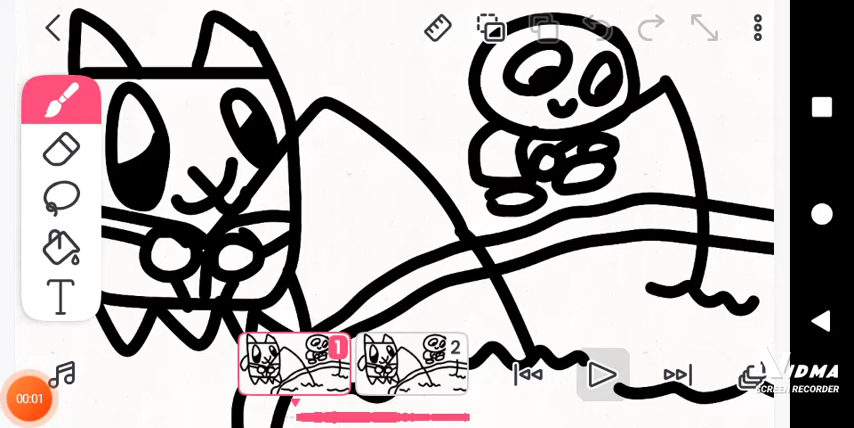 T
1
2
00:01
VIDMA
SCREEN RECORDER